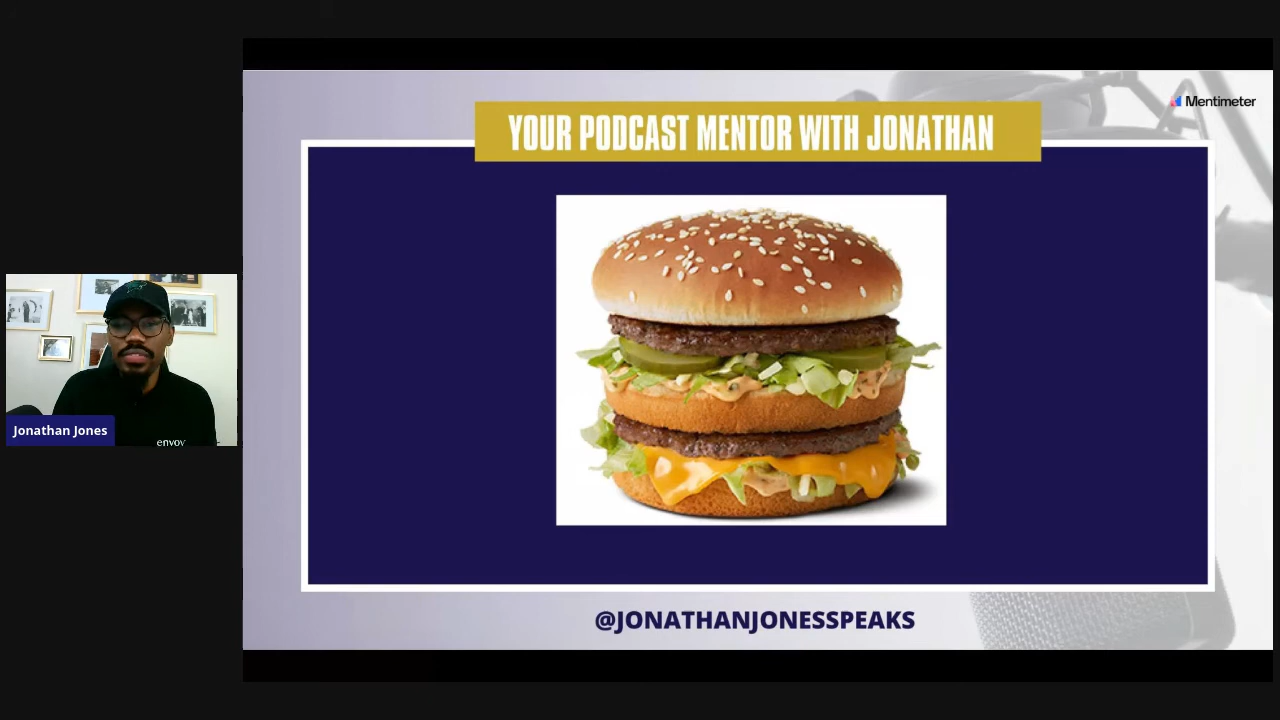 Mentimeter
YOUR PODCAST MENTOR WITH JONATHAN
Jonathan Jones
envoy
@JONATHANJONESSPEAKS